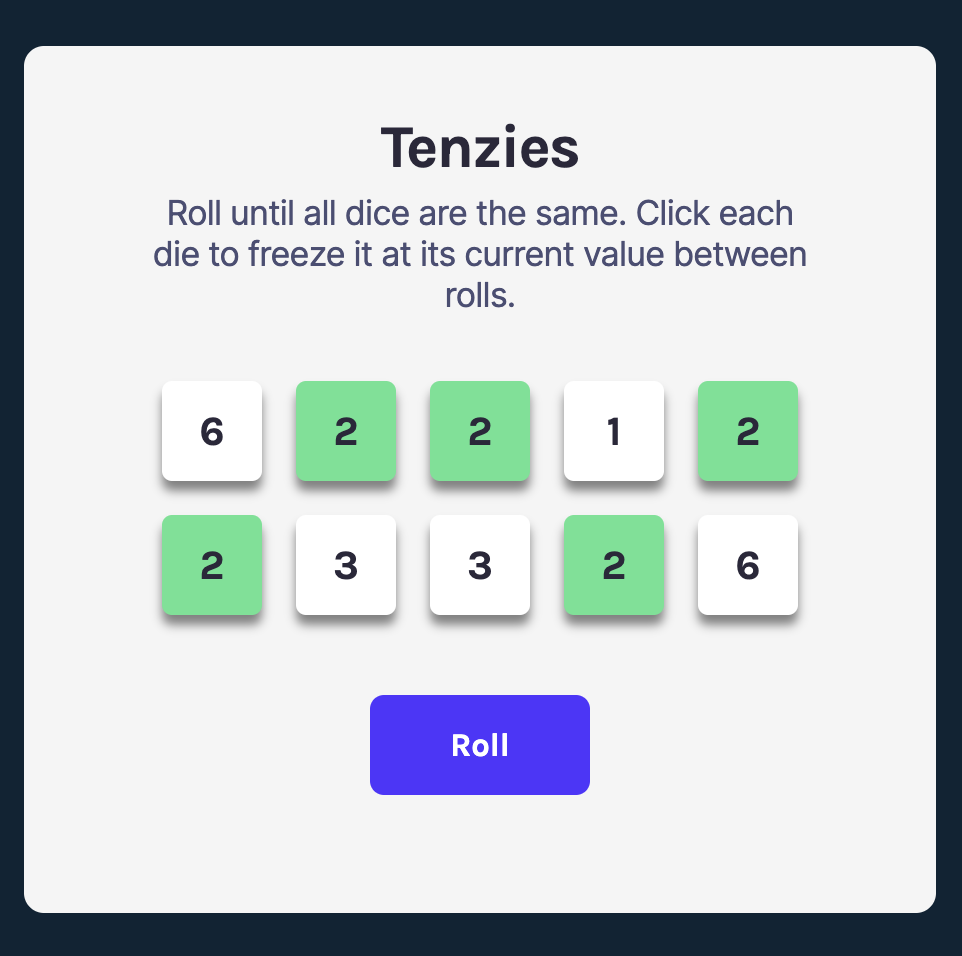 Tenzies
Roll until all dice are the same. Click each
die to freeze it at its current value between
rolls.
6 2 2 1 2
2 3 3 2 6
Roll